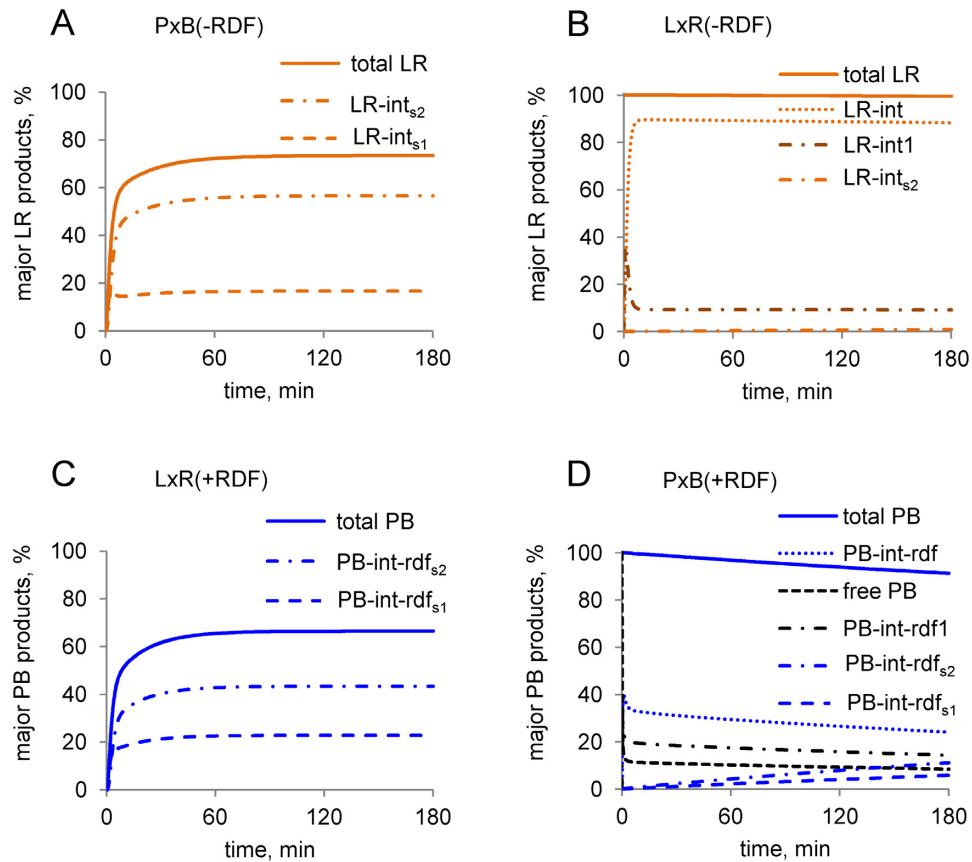 A
PxB(-RDF)
total LR
LR-ints2
LR-ints1
major LR products, %
100
80
60
40
20
0
0 60 120 180
time, min
B
LxR(-RDF)
total LR
LR-int
LR-int1
LR-ints2
major LR products, %
100
80
60
40
20
0
0 60 120 180
time, min
C
LxR(+RDF)
total PB
PB-int-rdfs2
PB-int-rdfs1
major PB products, %
100
80
60
40
20
0
0 60 120 180
time, min
D
PxB(+RDF)
total PB
PB-int-rdf
free PB
PB-int-rdf1
PB-int-rdfs2
PB-int-rdfs1
major PB products, %
100
80
60
40
20
0
0 60 120 180
time, min